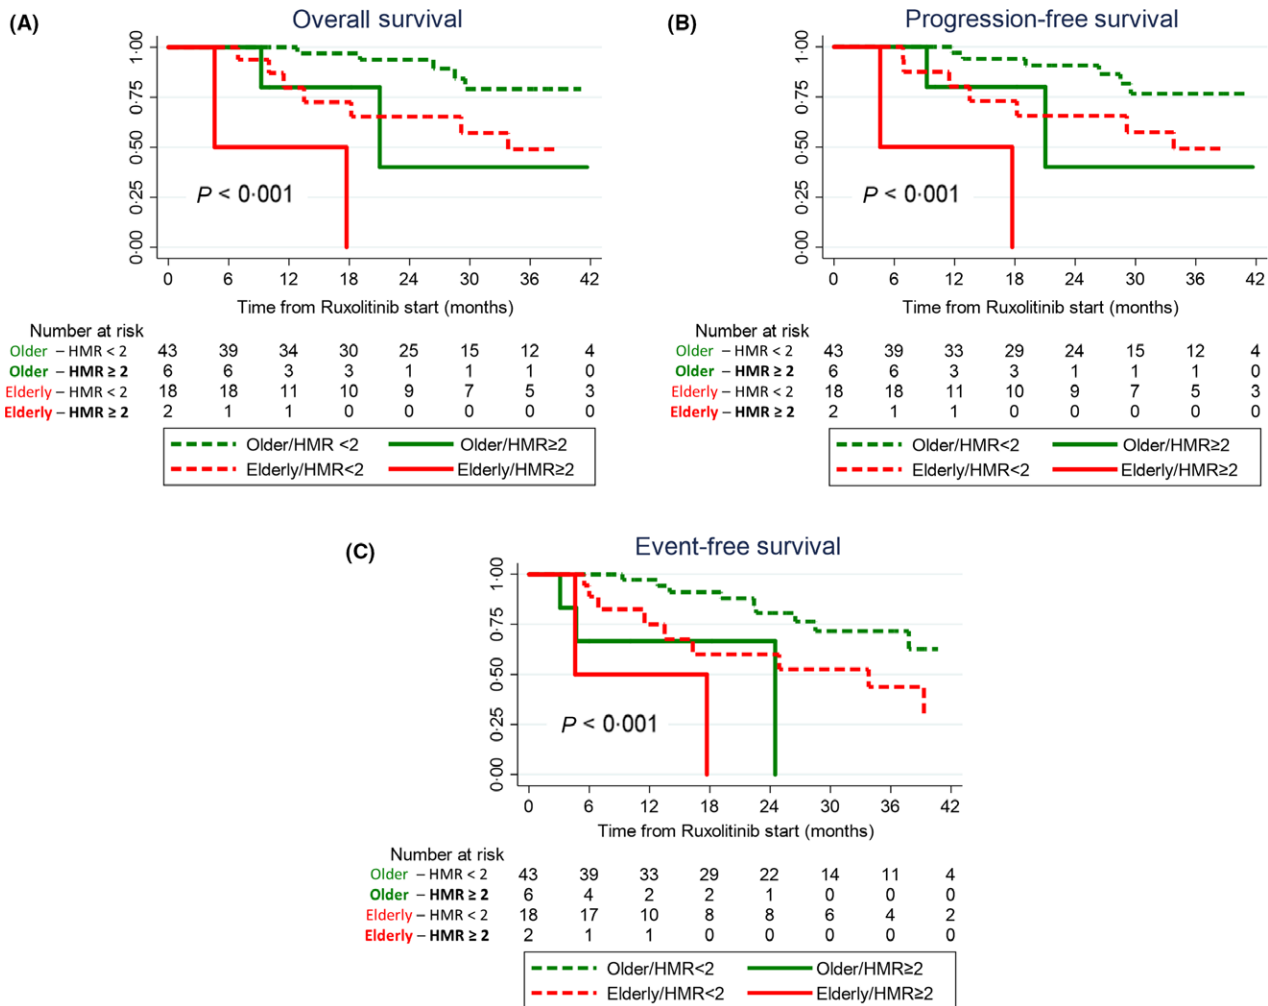 (A)
Overall survival
1·00
0·75
0·50
0·25
0·00
P < 0·001
0 6 12 18 24 30 36 42
Time from Ruxolitinib start (months)
Number at risk
Older – HMR < 2 43 39 34 30 25 15 12 4
Older – HMR ≥ 2 6 6 3 3 1 1 1 0
Elderly – HMR < 2 18 18 11 10 9 7 5 3
Elderly – HMR ≥ 2 2 1 1 0 0 0 0 0
Older/HMR <2 Older/HMR≥2
Elderly/HMR<2 Elderly/HMR≥2
(B)
Progression-free survival
1·00
0·75
0·50
0·25
0·00
P < 0·001
0 6 12 18 24 30 36 42
Time from Ruxolitinib start (months)
Number at risk
Older – HMR < 2 43 39 33 29 24 15 12 4
Older – HMR ≥ 2 6 6 3 3 1 1 1 0
Elderly – HMR < 2 18 18 11 10 9 7 5 3
Elderly – HMR ≥ 2 2 1 1 0 0 0 0 0
Older/HMR<2 Older/HMR≥2
Elderly/HMR<2 Elderly/HMR≥2
(C)
Event-free survival
1·00
0·75
0·50
0·25
0·00
P < 0·001
0 6 12 18 24 30 36 42
Time from Ruxolitinib start (months)
Number at risk
Older – HMR < 2 43 39 33 29 22 14 11 4
Older – HMR ≥ 2 6 4 2 2 1 0 0 0
Elderly – HMR < 2 18 17 10 8 8 6 4 2
Elderly – HMR ≥ 2 2 1 1 0 0 0 0 0
Older/HMR<2 Older/HMR≥2
Elderly/HMR<2 Elderly/HMR≥2